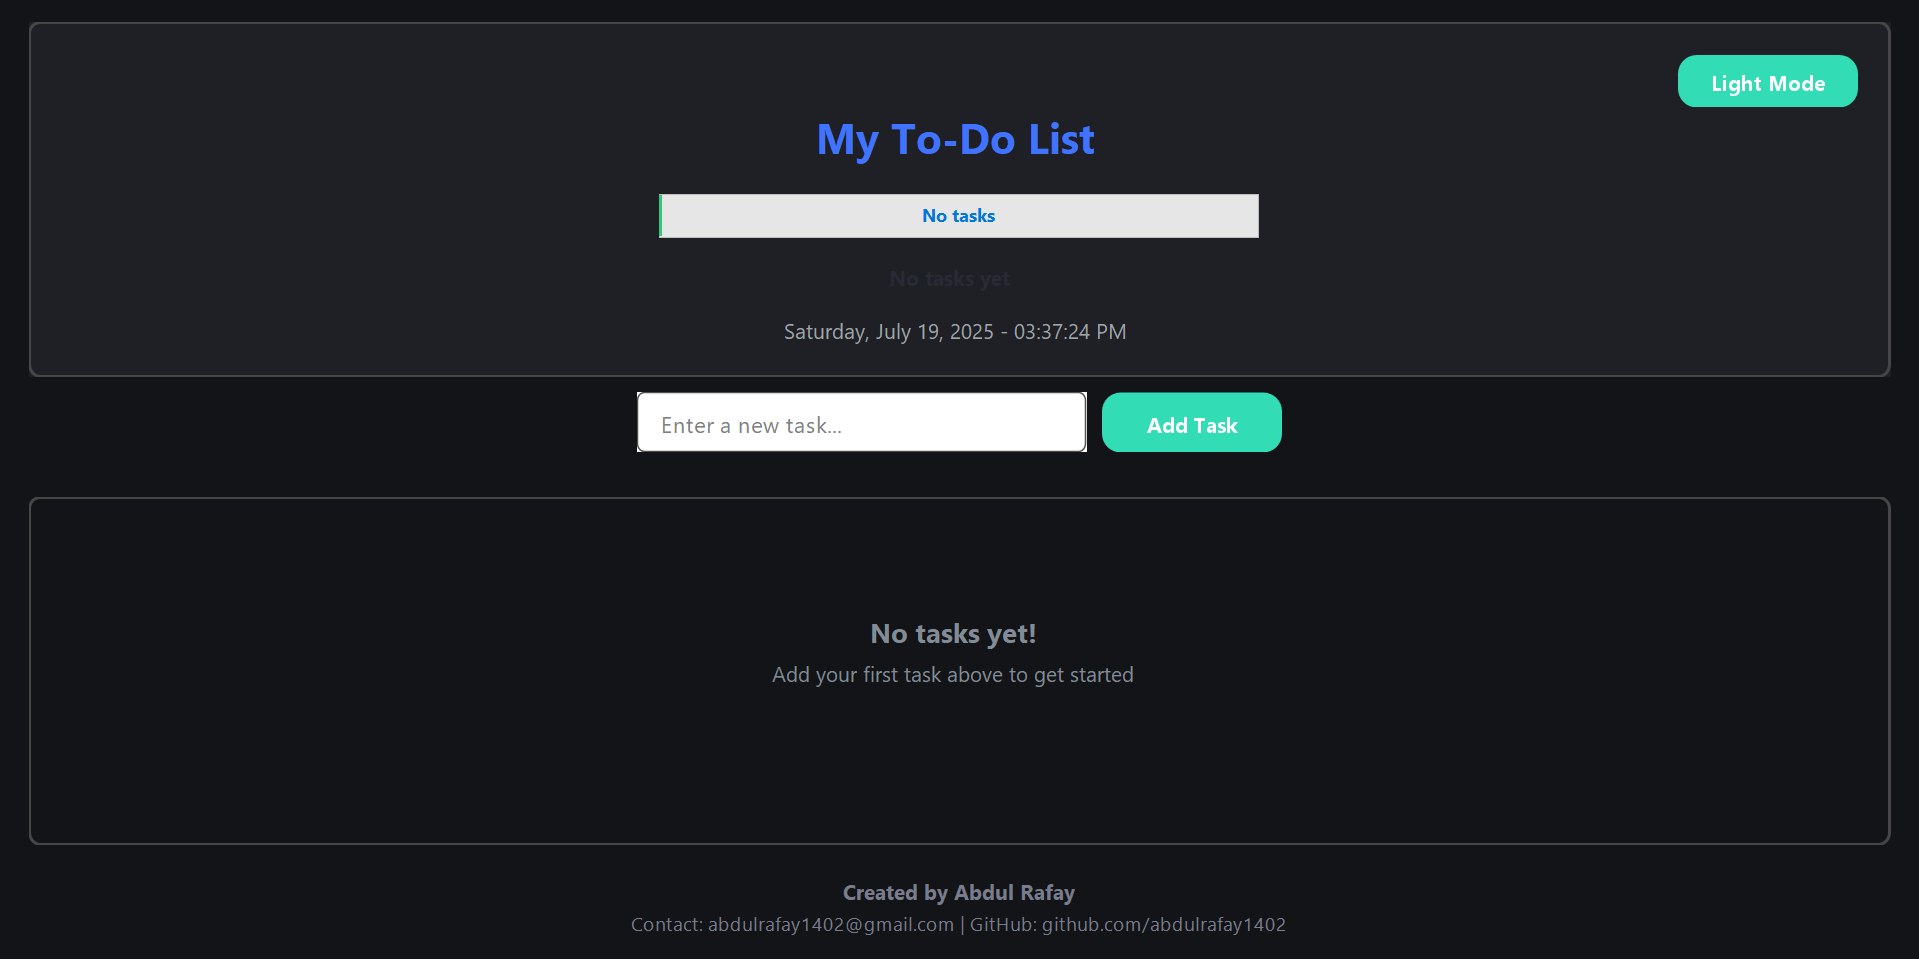 Light Mode
My To-Do List
No tasks
No tasks yet
Saturday, July 19, 2025 - 03:37:24 PM
Enter a new task...
Add Task
No tasks yet!
Add your first task above to get started
Created by Abdul Rafay
Contact: abdulrafay1402@gmail.com | GitHub: github.com/abdulrafay1402